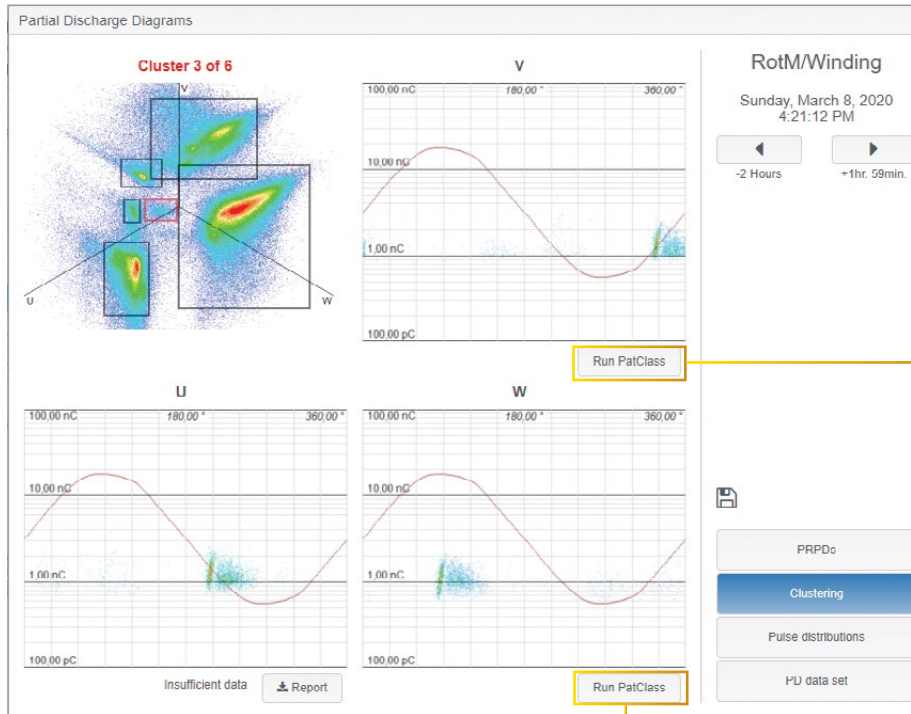 Partial Discharge Diagrams
Cluster 3 of 6
V
U
W
V
100,00 nC
180,00 °
360,00 °
10,00 nC
1,00 nC
100,00 pC
Run PatClass
U
100,00 nC
180,00 °
360,00 °
10,00 nC
1,00 nC
100,00 pC
Insufficient data
Report
W
100,00 nC
180,00 °
360,00 °
10,00 nC
1,00 nC
100,00 pC
Run PatClass
RotM/Winding
Sunday, March 8, 2020
4:21:12 PM
-2 Hours
+1hr. 59min.
PRPDs
Clustering
Pulse distributions
PD data set